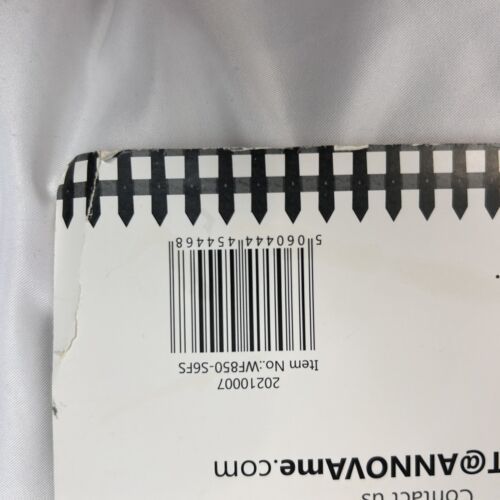 Contact us
T@ANNOVAme.com
20210007
Item No.:WF850-S6FS
5 060444 454468